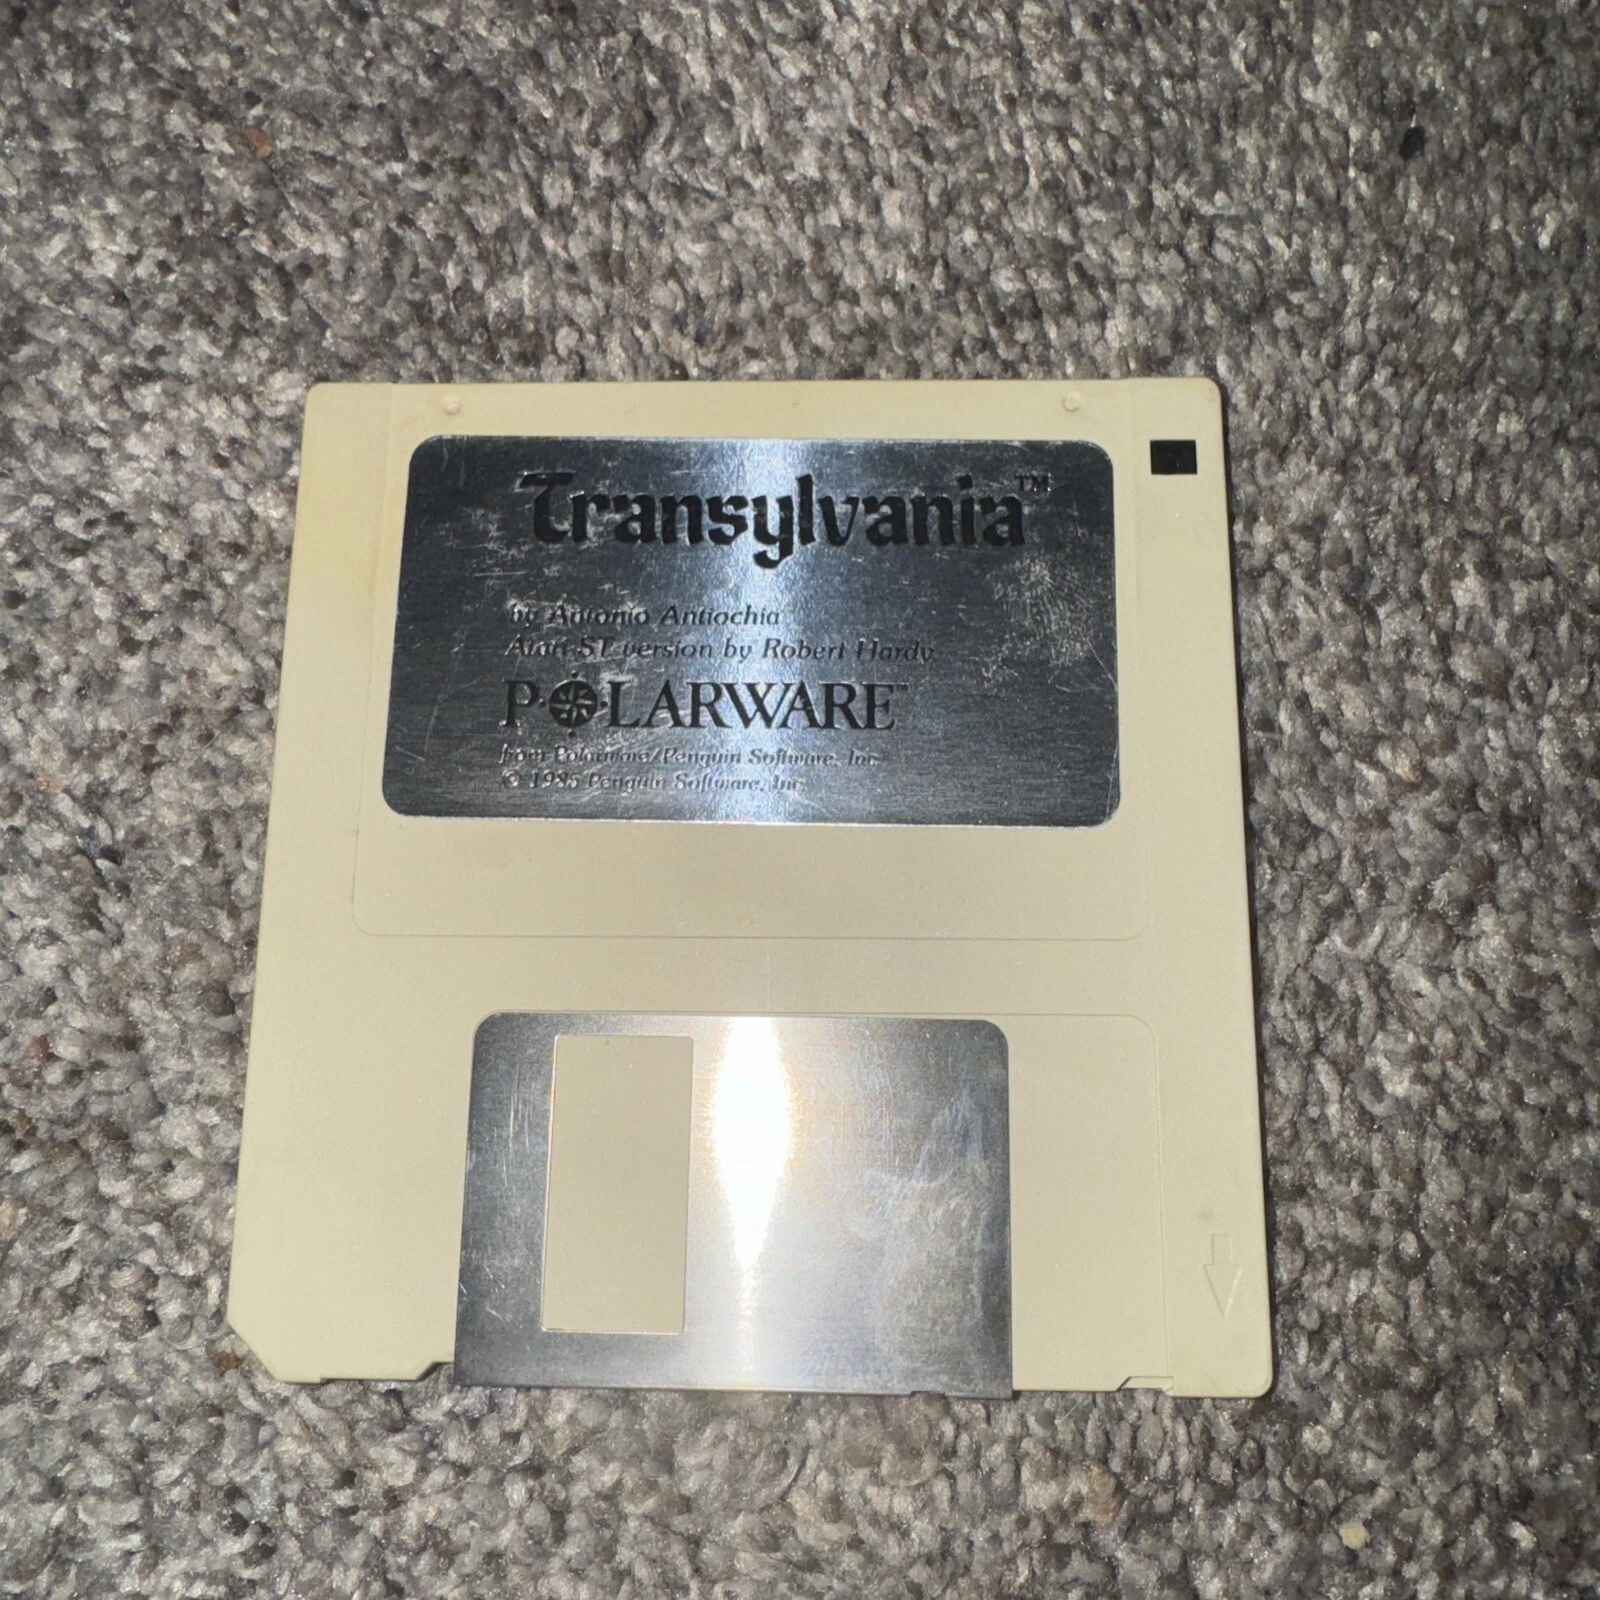 Transylvania™
by Antonio Antiochia
Atari ST version by Robert Hardy
POLARWARE™
from Polarware/Penguin Software, Inc.
© 1985 Penguin Software, Inc.